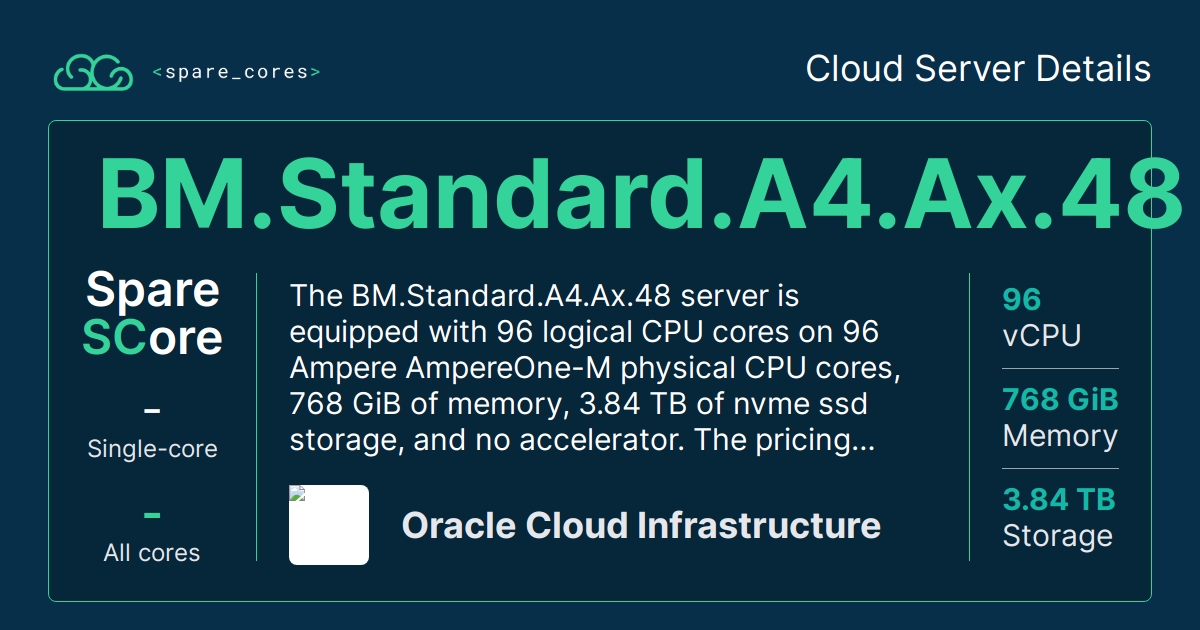 <spare_cores>
Cloud Server Details
BM.Standard.A4.Ax.48
Spare
SCore
-
Single-core
-
All cores
The BM.Standard.A4.Ax.48 server is
equipped with 96 logical CPU cores on 96
Ampere AmpereOne-M physical CPU cores,
768 GiB of memory, 3.84 TB of nvme ssd
storage, and no accelerator. The pricing...
Oracle Cloud Infrastructure
96
vCPU
768 GiB
Memory
3.84 TB
Storage